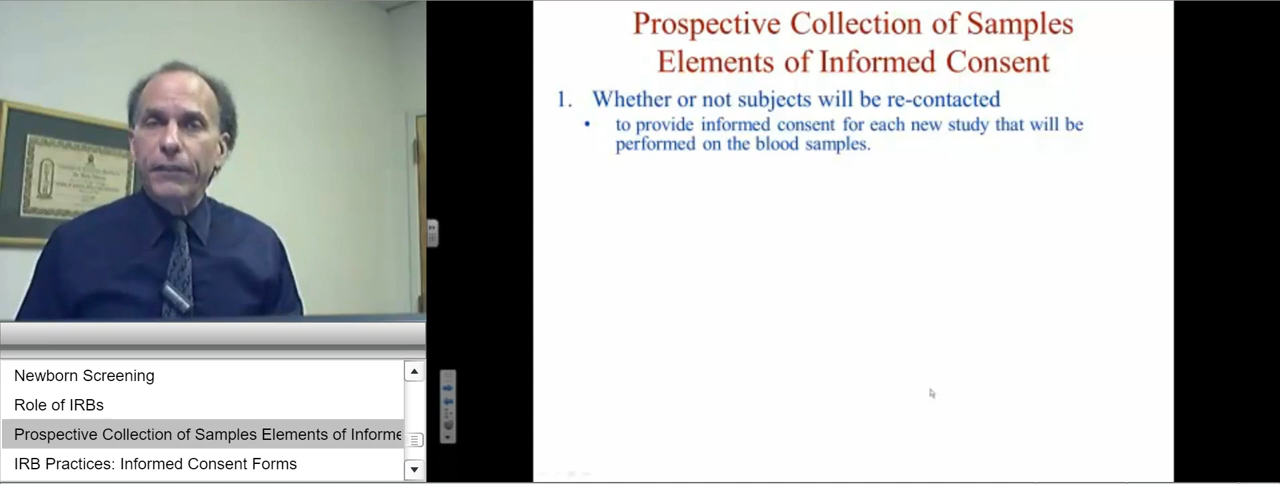 Prospective Collection of Samples
Elements of Informed Consent
1. Whether or not subjects will be re-contacted
• to provide informed consent for each new study that will be
performed on the blood samples.
Newborn Screening
Role of IRBs
Prospective Collection of Samples Elements of Informe
IRB Practices: Informed Consent Forms